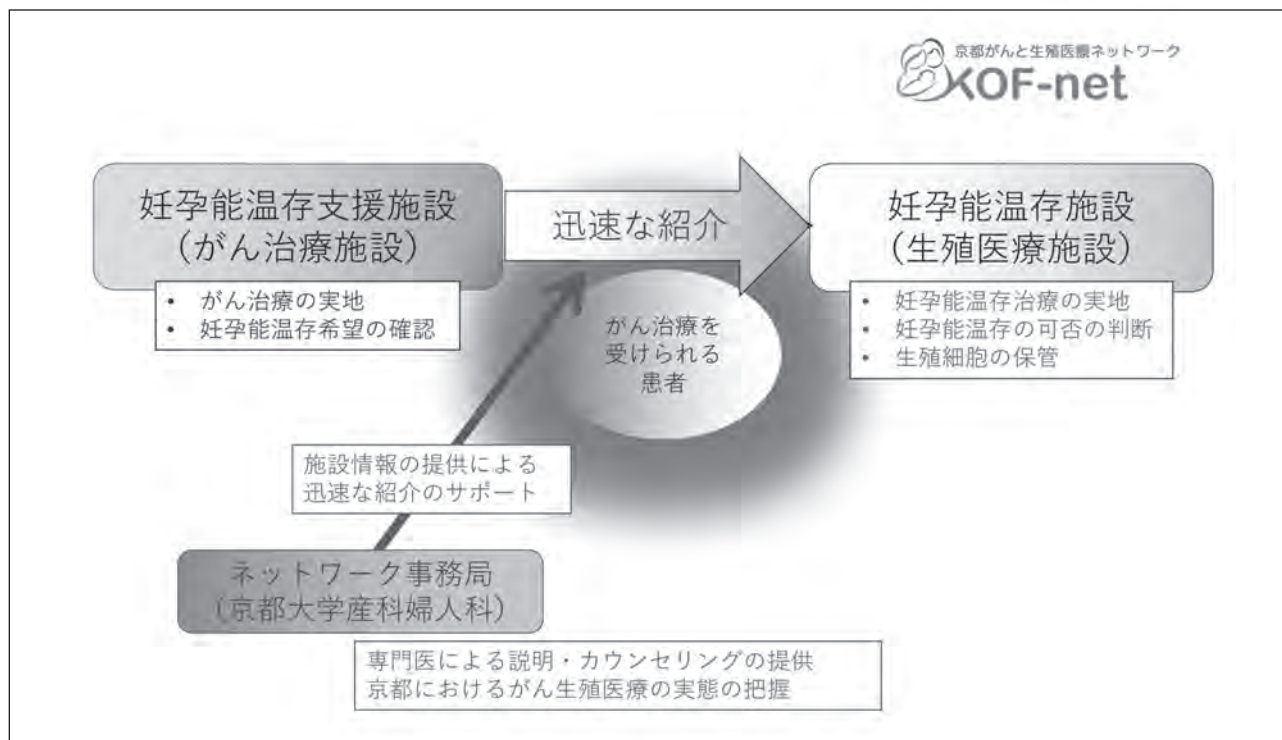 京都がんと生殖医療ネットワーク
KOF-net
妊孕能温存支援施設
(がん治療施設)
迅速な紹介
妊孕能温存施設
(生殖医療施設)
• がん治療の実地
• 妊孕能温存希望の確認
がん治療を
受けられる
患者
• 妊孕能温存治療の実地
• 妊孕能温存の可否の判断
• 生殖細胞の保管
施設情報の提供による
迅速な紹介のサポート
ネットワーク事務局
(京都大学産科婦人科)
専門医による説明・カウンセリングの提供
京都におけるがん生殖医療の実態の把握